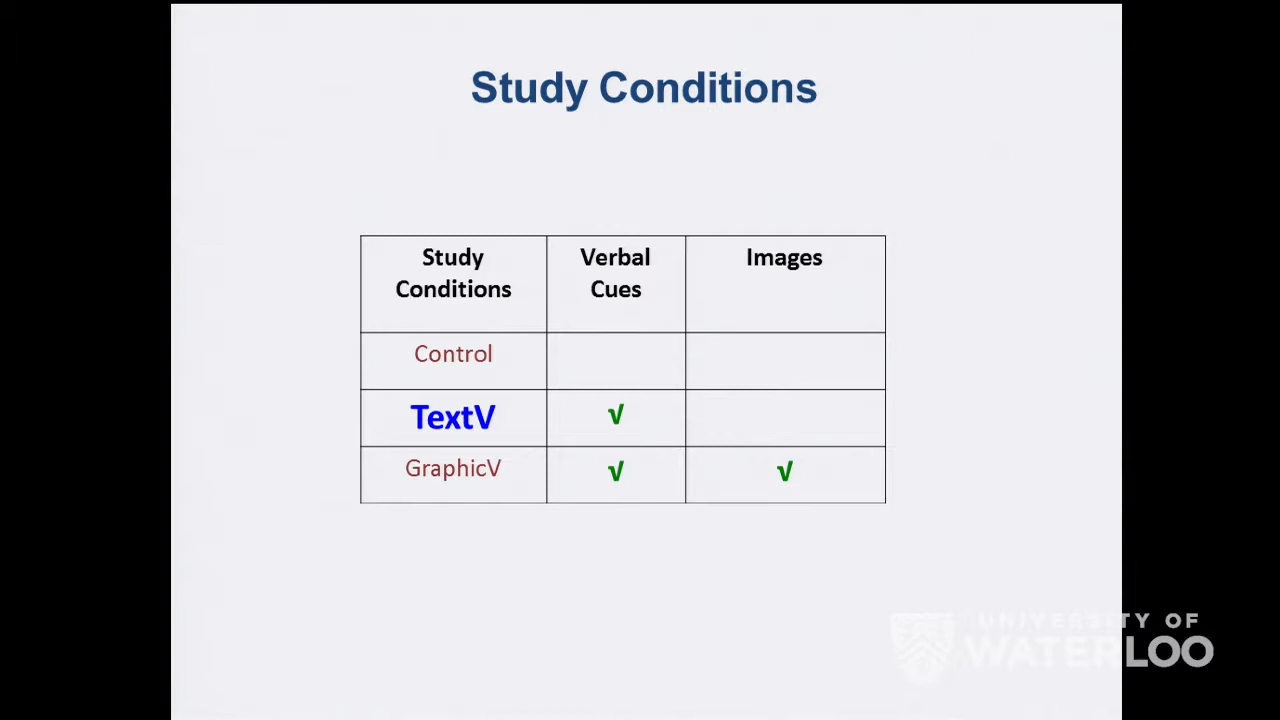 Study Conditions
Study Conditions
Verbal Cues
Images
Control
TextV
√
GraphicV
√
√
UNIVERSITY OF
WATERLOO